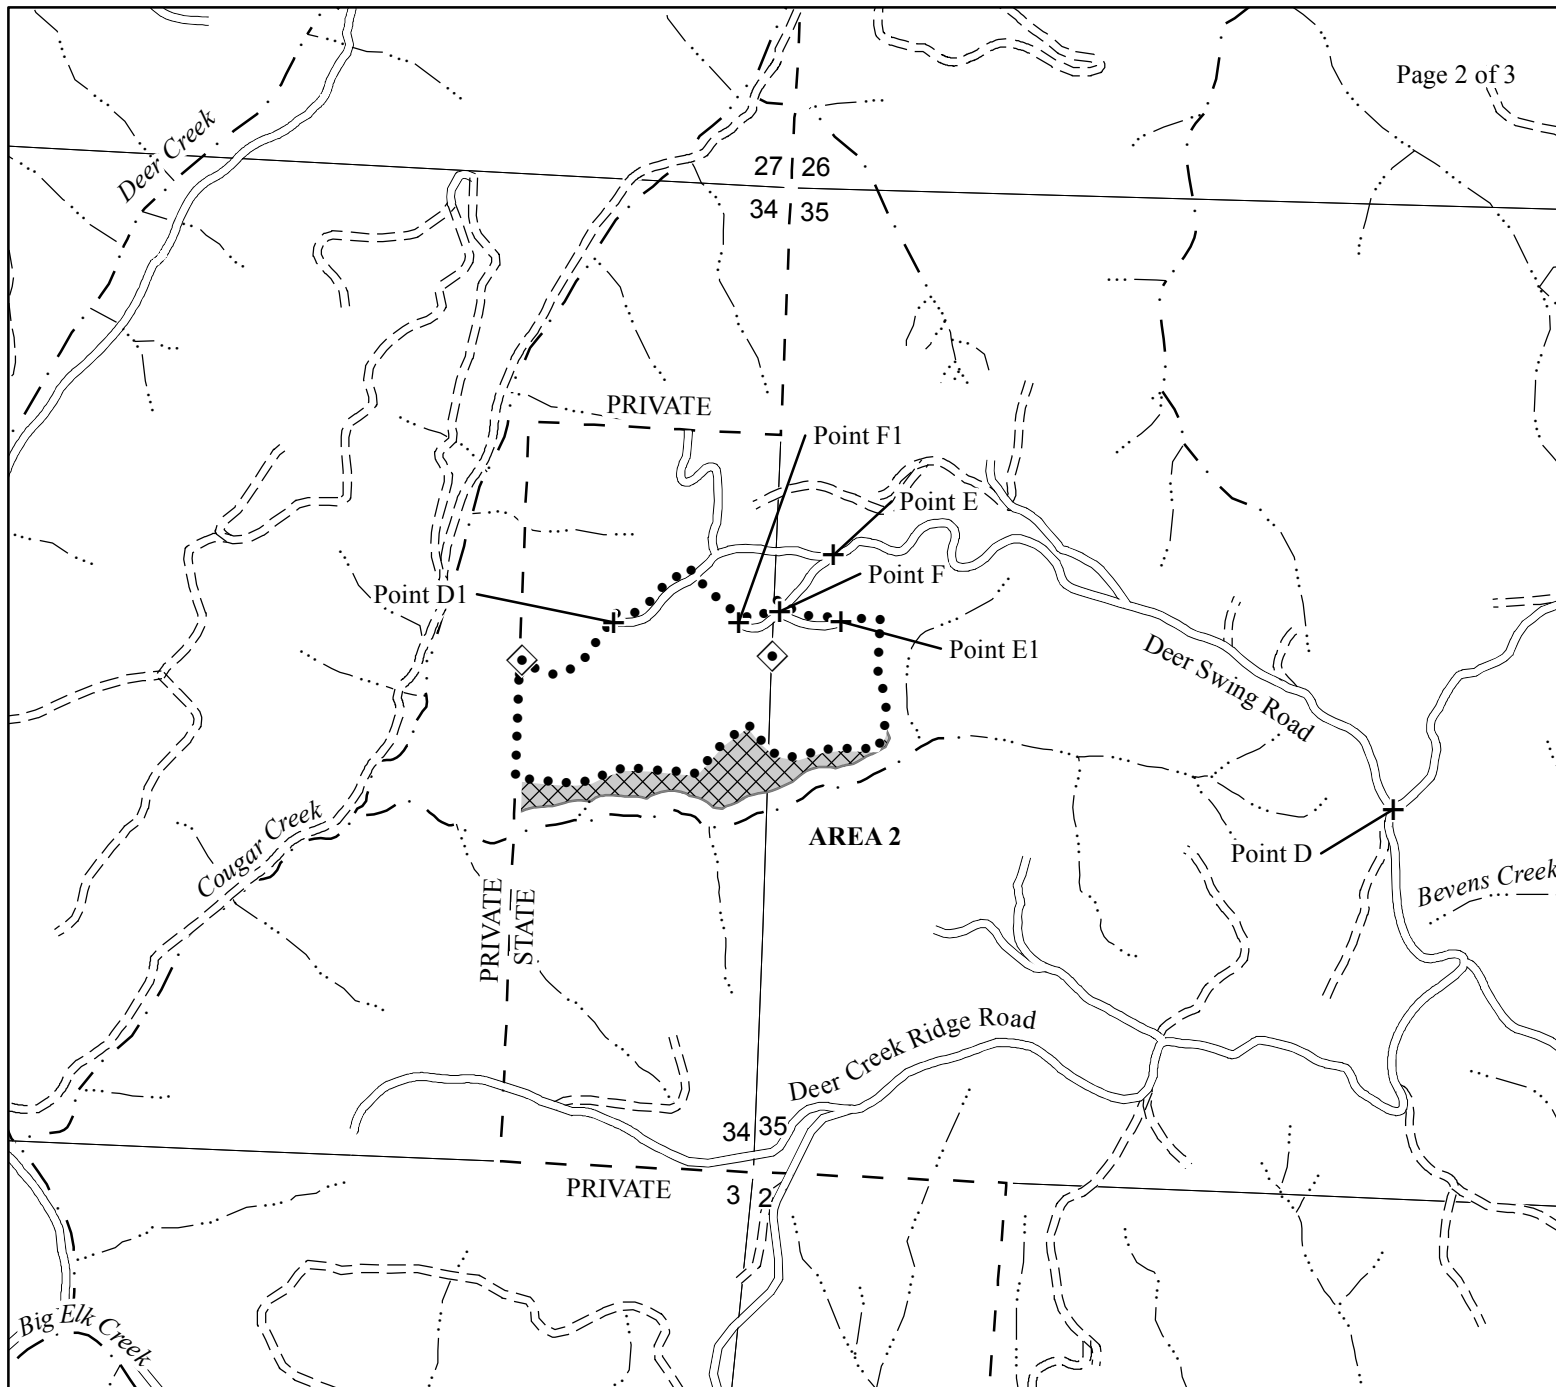 Page 2 of 3
Deer Creek
27 26
34 35
PRIVATE
Point F1
Point E
Point F
Point D1
Point E1
Deer Swing Road
Cougar Creek
AREA 2
Point D
Bevens Creek
PRIVATE
STATE
Deer Creek Ridge Road
34 35
PRIVATE
3 2
Big Elk Creek